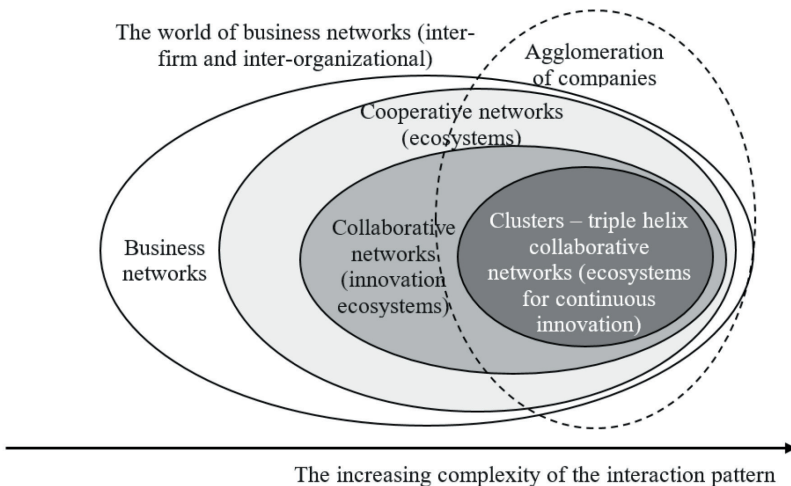 The world of business networks (inter-
firm and inter-organizational)
Agglomeration
of companies
Cooperative networks
(ecosystems)
Business
networks
Collaborative
networks
(innovation
ecosystems)
Clusters – triple helix
collaborative
networks (ecosystems
for continuous
innovation)
The increasing complexity of the interaction pattern